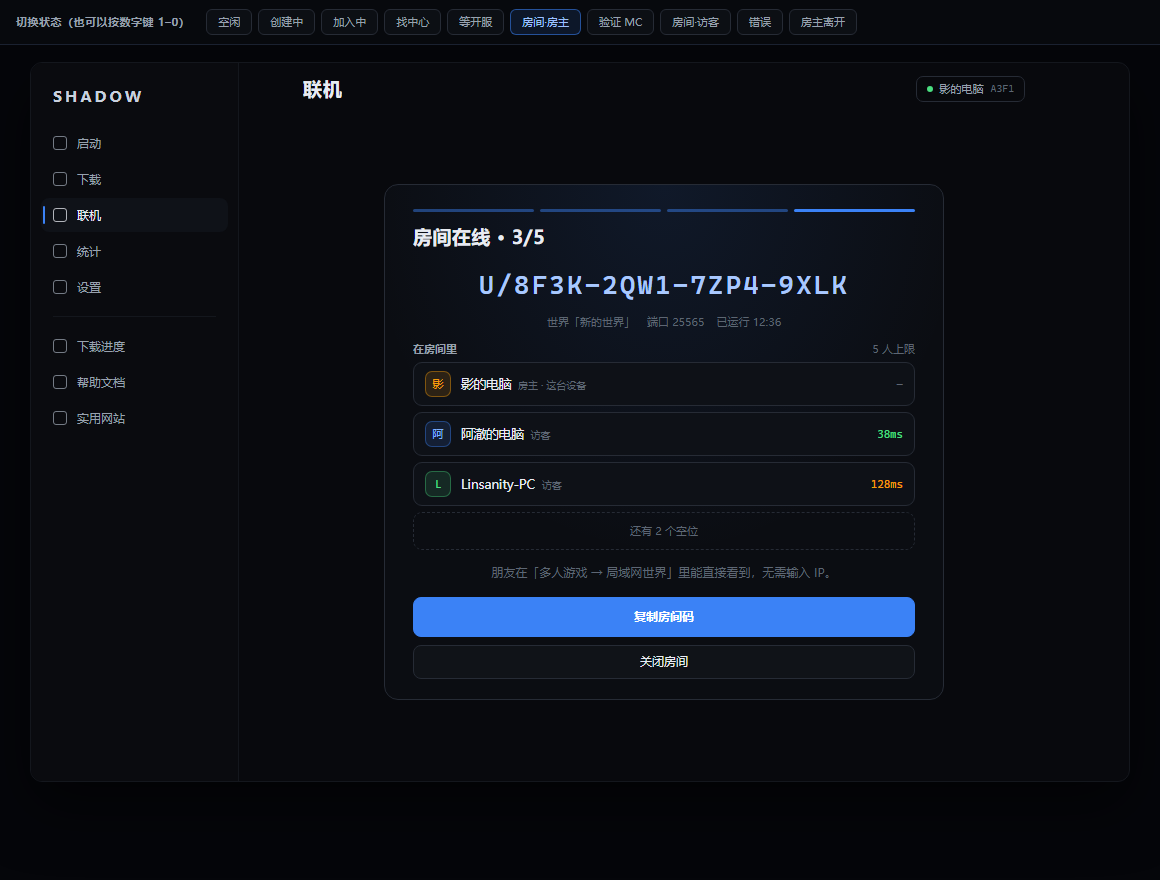 切换状态（也可以按数字键 1–0） 空闲 创建中 加入中 找中心 等开服 房间·房主 验证 MC 房间·访客 错误 房主离开
SHADOW
启动
下载
联机
统计
设置
下载进度
帮助文档
实用网站
联机
影的电脑 A3F1
房间在线 • 3/5
U/8F3K-2QW1-7ZP4-9XLK
世界「新的世界」 端口 25565 已运行 12:36
在房间里 5 人上限
影 影的电脑 房主 · 这台设备 –
阿 阿澈的电脑 访客 38ms
L Linsanity-PC 访客 128ms
还有 2 个空位
朋友在「多人游戏 → 局域网世界」里能直接看到，无需输入 IP。
复制房间码
关闭房间